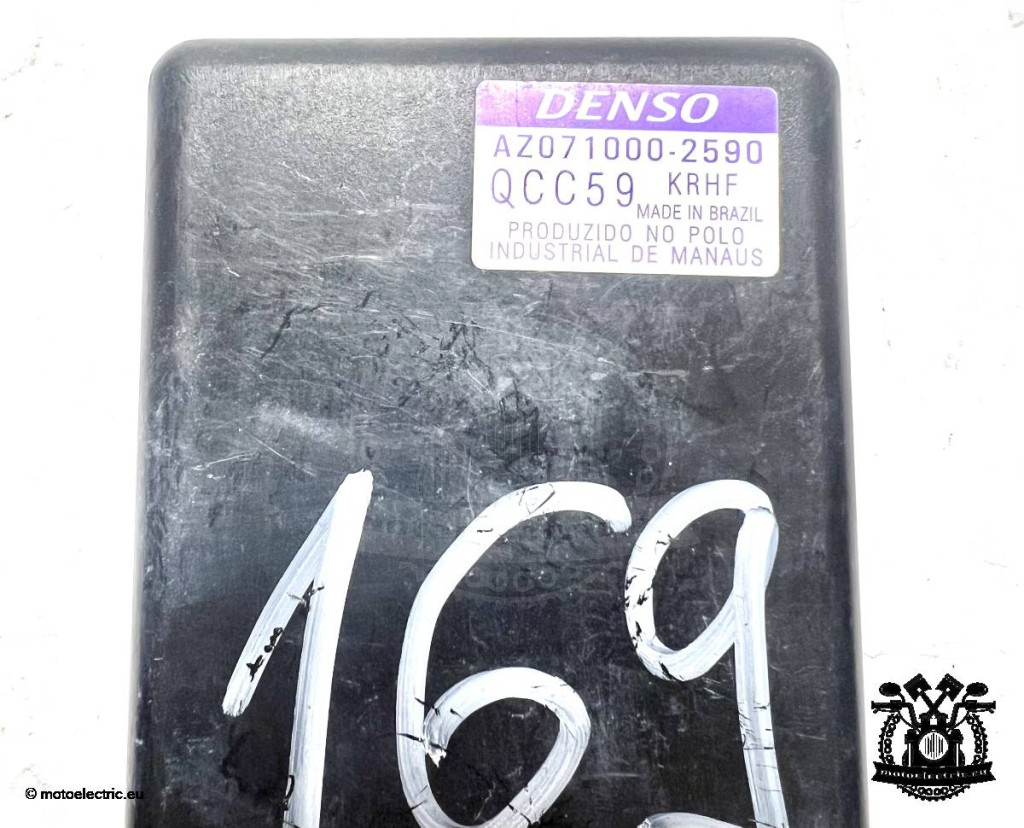 DENSO
AZ071000-2590
QCC59 KRHF
MADE IN BRAZIL
PRODUZIDO NO POLO
INDUSTRIAL DE MANAUS
169
© motoelectric.eu